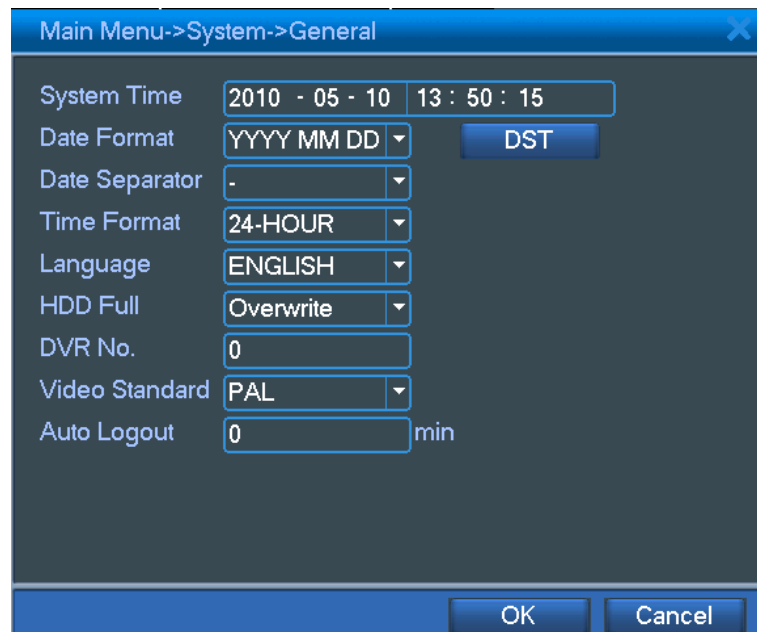 Main Menu->System->General
System Time 2010 - 05 - 10 13 : 50 : 15
Date Format YYYY MM DD DST
Date Separator -
Time Format 24-HOUR
Language ENGLISH
HDD Full Overwrite
DVR No. 0
Video Standard PAL
Auto Logout 0 min
OK Cancel